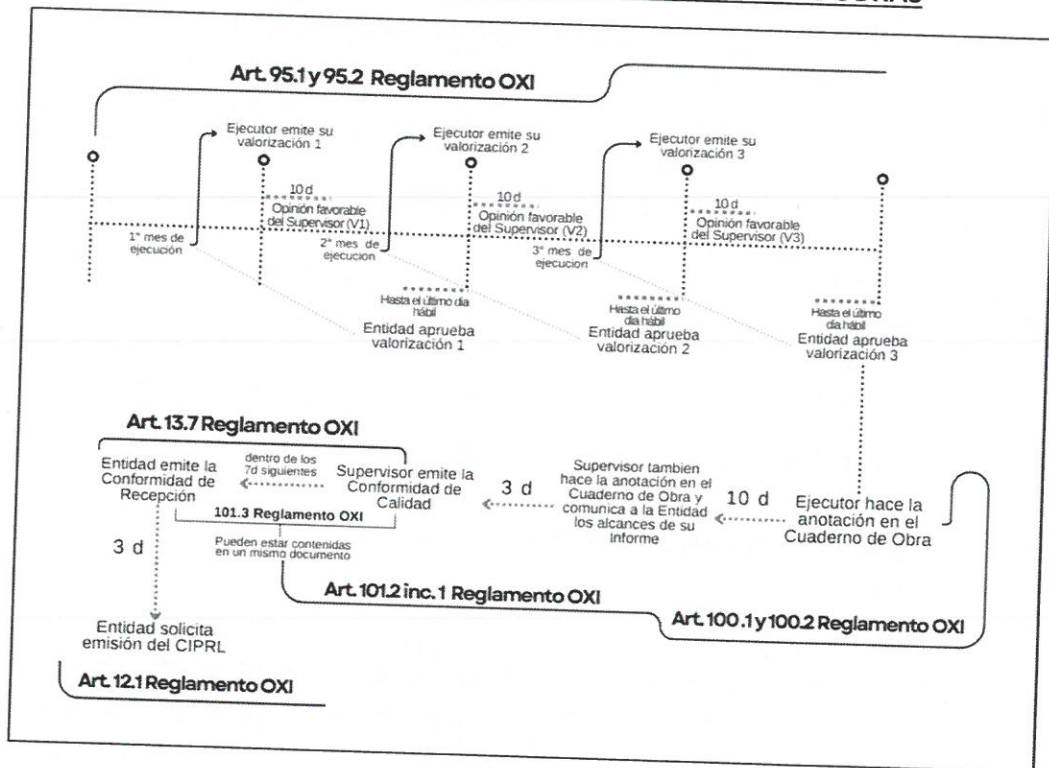 Art. 95.1 y 95.2 Reglamento OXI
Ejecutor emite su
valorización 1
Ejecutor emite su
valorización 2
Ejecutor emite su
valorización 3
10 d
Opinión favorable
del Supervisor (V1)
10 d
Opinión favorable
del Supervisor (V2)
10 d
Opinión favorable
del Supervisor (V3)
1° mes de
ejecución
2° mes de
ejecución
3° mes de
ejecucion
Hasta el último día
hábil
Entidad aprueba
valorización 1
Hasta el último
día hábil
Entidad aprueba
valorización 2
Hasta el último
día hábil
Entidad aprueba
valorización 3
Art. 13.7 Reglamento OXI
Entidad emite la
Conformidad de
Recepción
dentro de los
7d siguientes
Supervisor emite la
Conformidad de
Calidad
3 d
Supervisor tambien
hace la anotación en el
Cuaderno de Obra y
comunica a la Entidad
los alcances de su
Informe
10 d
Ejecutor hace la
anotación en el
Cuaderno de Obra
101.3 Reglamento OXI
Pueden estar contenidas
en un mismo documento
3 d
Art. 101.2 inc. 1 Reglamento OXI
Art. 100.1 y 100.2 Reglamento OXI
Entidad solicita
emisión del CIPRL
Art. 12.1 Reglamento OXI